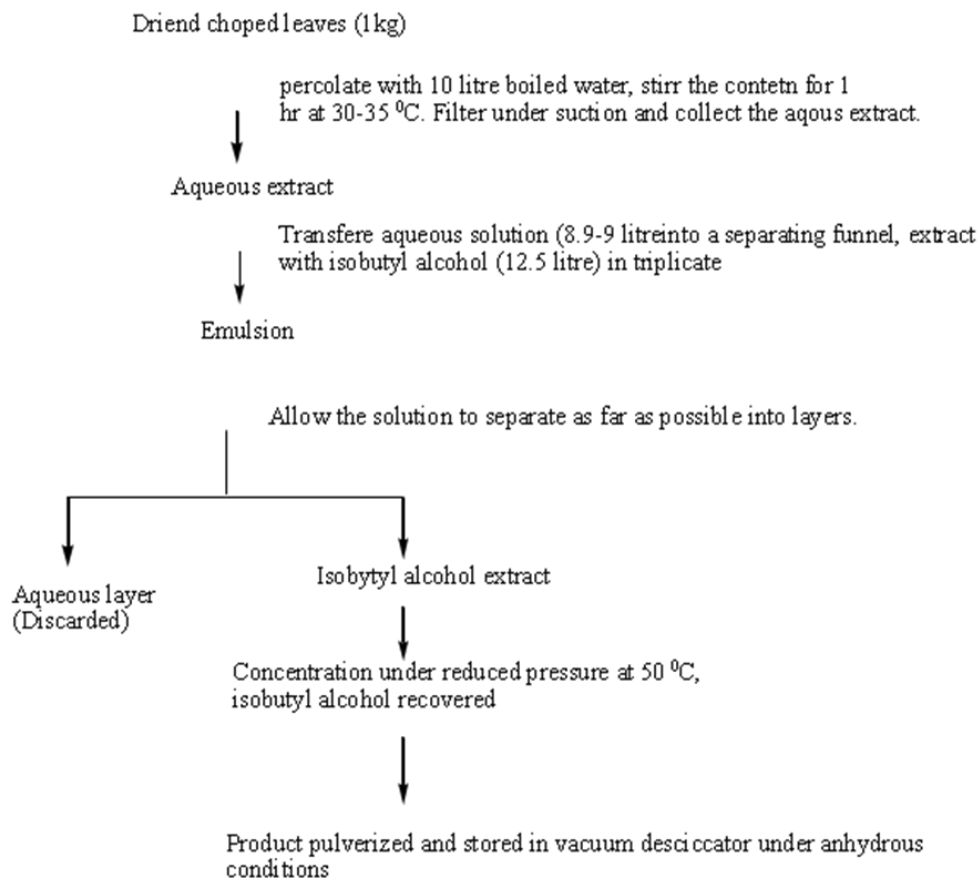 Driend choped leaves (1kg)
percolate with 10 litre boiled water, stirr the contetn for 1
hr at 30-35 ⁰C. Filter under suction and collect the aqous extract.
Aqueous extract
Transfere aqueous solution (8.9-9 litreinto a separating funnel, extract
with isobutyl alcohol (12.5 litre) in triplicate
Emulsion
Allow the solution to separate as far as possible into layers.
Isobytyl alcohol extract
Aqueous layer
(Discarded)
Concentration under reduced pressure at 50 ⁰C,
isobutyl alcohol recovered
Product pulverized and stored in vacuum desciccator under anhydrous
conditions